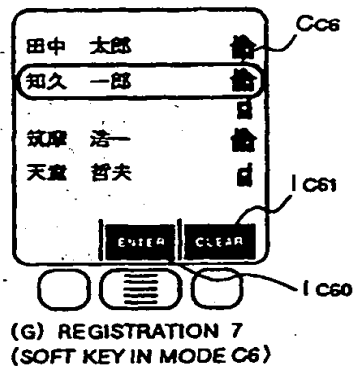 Cc6
田中 太郎
知久 一郎
筑摩 浩一
天童 哲夫
I C61
ENTER CLEAR
I C60
(G) REGISTRATION 7
(SOFT KEY IN MODE C6)